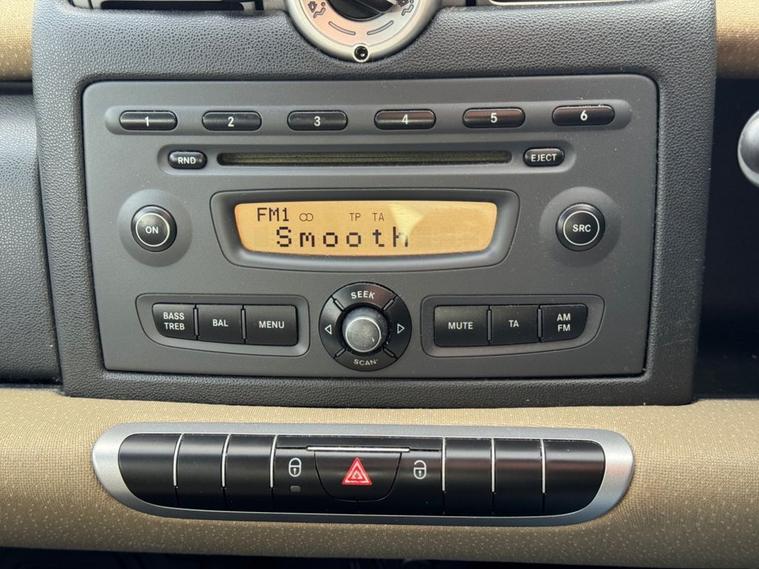 1 2 3 4 5 6
RND EJECT
FM1 TP TA
ON SRC
Smooth
SEEK
BASS
TREB BAL MENU
MUTE TA AM
FM
SCAN